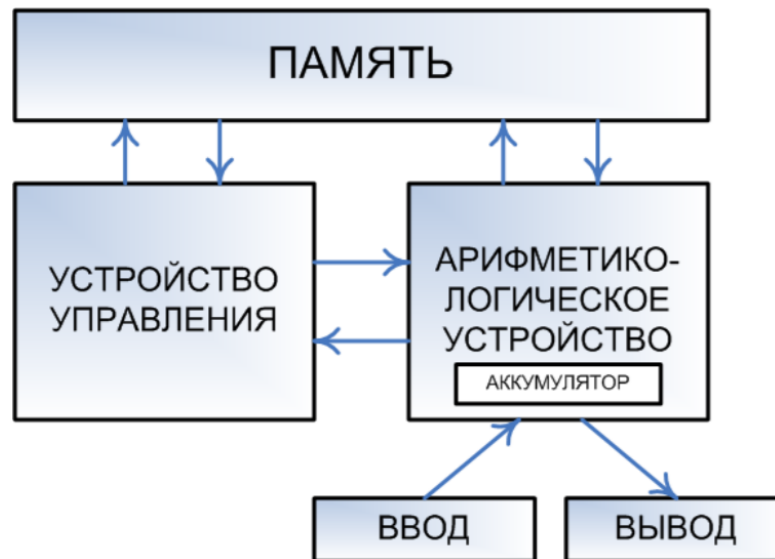 ПАМЯТЬ
УСТРОЙСТВО
УПРАВЛЕНИЯ
АРИФМЕТИКО-
ЛОГИЧЕСКОЕ
УСТРОЙСТВО
АККУМУЛЯТОР
ВВОД
ВЫВОД